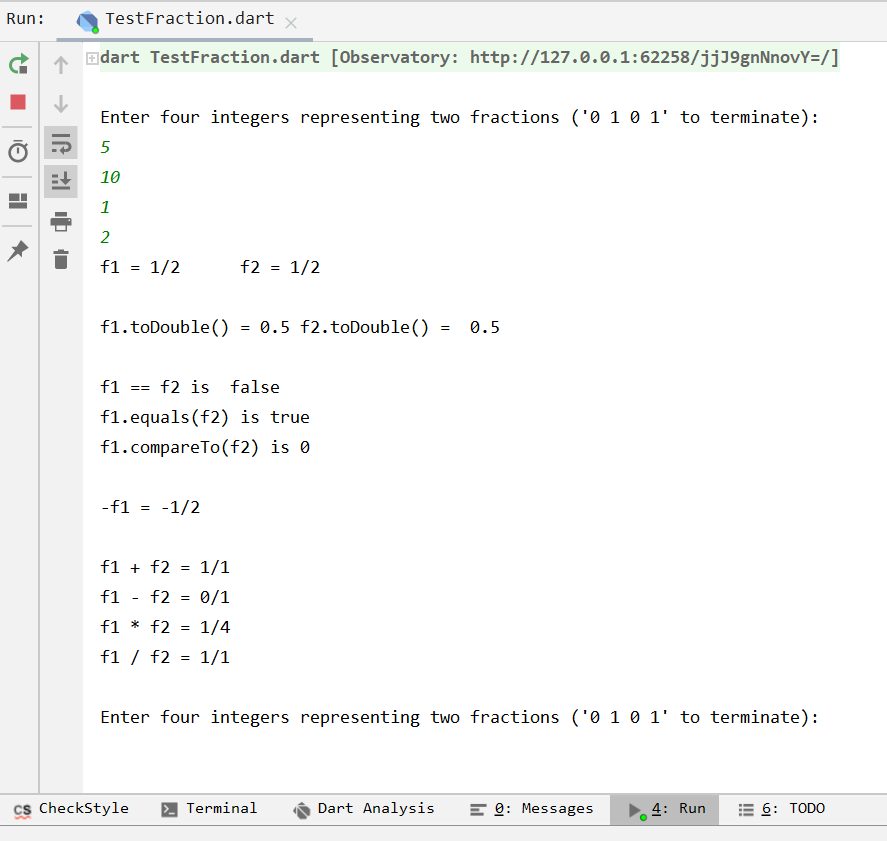 Run: TestFraction.dart
dart TestFraction.dart [Observatory: http://127.0.0.1:62258/jjJ9gnNnovY=/]
Enter four integers representing two fractions ('0 1 0 1' to terminate):
5
10
1
2
f1 = 1/2      f2 = 1/2
f1.toDouble() = 0.5 f2.toDouble() =  0.5
f1 == f2 is  false
f1.equals(f2) is true
f1.compareTo(f2) is 0
-f1 = -1/2
f1 + f2 = 1/1
f1 - f2 = 0/1
f1 * f2 = 1/4
f1 / f2 = 1/1
Enter four integers representing two fractions ('0 1 0 1' to terminate):
CS CheckStyle Terminal Dart Analysis 0: Messages 4: Run 6: TODO